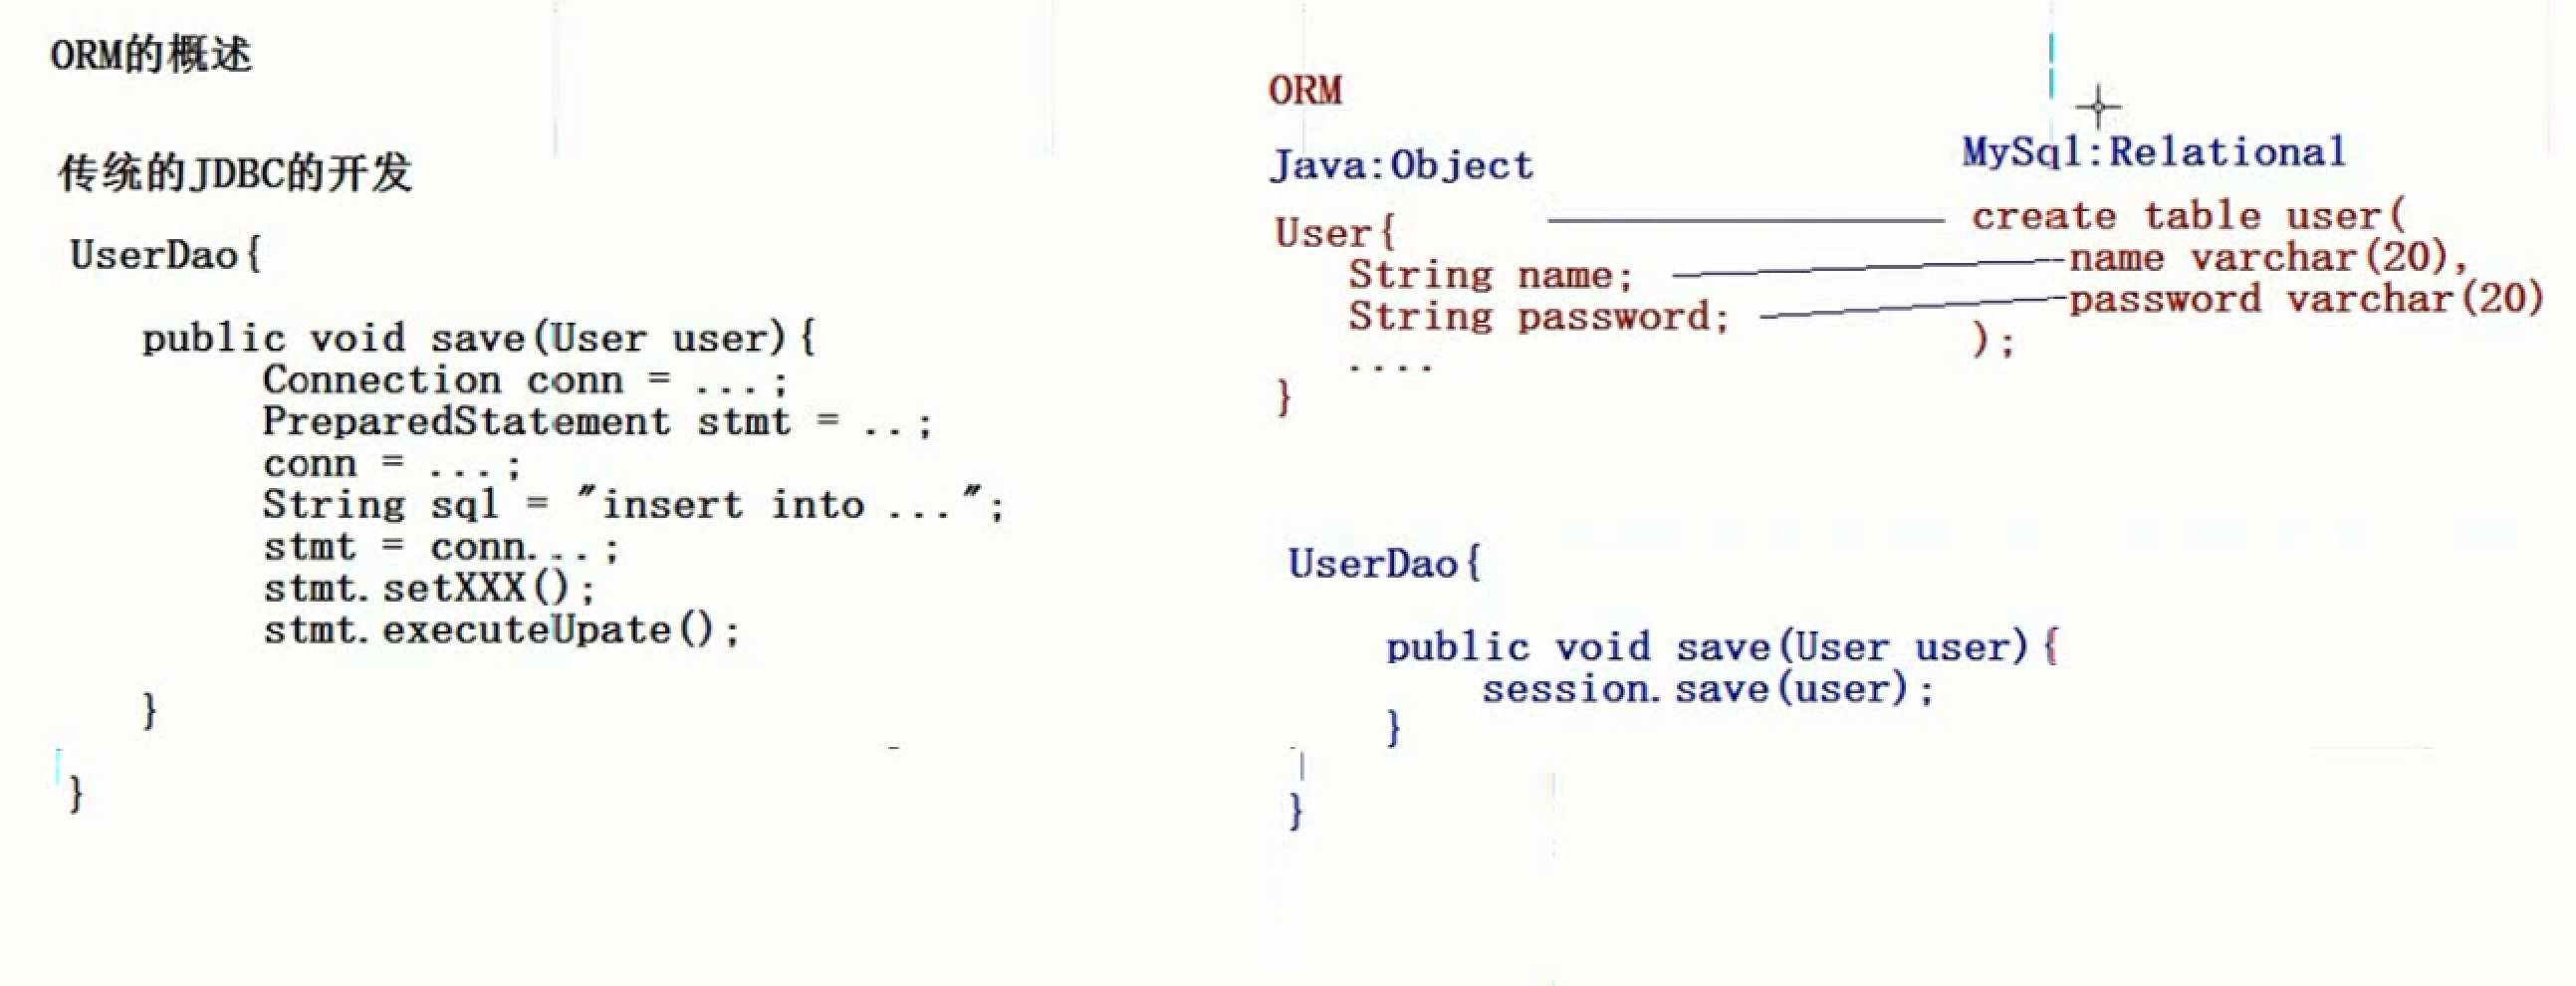 ORM的概述
传统的JDBC的开发
UserDao{
public void save(User user){
Connection conn = ...;
PreparedStatement stmt = ..;
conn = ...;
String sql = "insert into ...";
stmt = conn...;
stmt.setXXX();
stmt.executeUpate();
}
}
ORM
Java:Object
User{
String name;
String password;
....
}
MySql:Relational
create table user(
name varchar(20),
password varchar(20)
);
UserDao{
public void save(User user){
session.save(user);
}
}